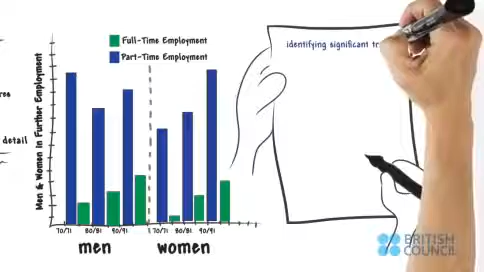 Full-Time Employment
Part-Time Employment
Men & Women in Further Employment
detail
70/71
80/81
90/91
70/71
80/81
90/91
men
women
identifying significant
BRITISH
COUNCIL